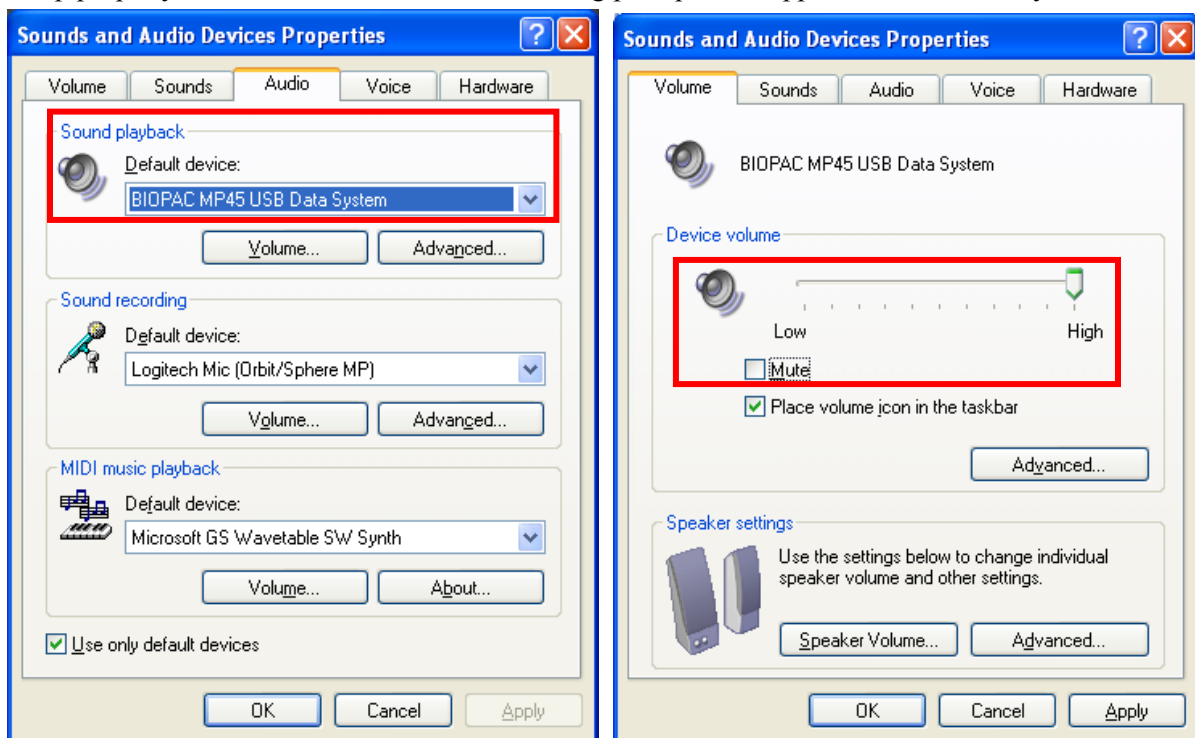 Sounds and Audio Devices Properties
Volume Sounds Audio Voice Hardware
Sound playback
Default device:
BIOPAC MP45 USB Data System
Volume... Advanced...
Sound recording
Default device:
Logitech Mic (Orbit/Sphere MP)
Volume... Advanced...
MIDI music playback
Default device:
Microsoft GS Wavetable SW Synth
Volume... About...
Use only default devices
OK Cancel Apply
Sounds and Audio Devices Properties
Volume Sounds Audio Voice Hardware
BIOPAC MP45 USB Data System
Device volume
Low High
Mute
Place volume icon in the taskbar
Advanced...
Speaker settings
Use the settings below to change individual
speaker volume and other settings.
Speaker Volume... Advanced...
OK Cancel Apply